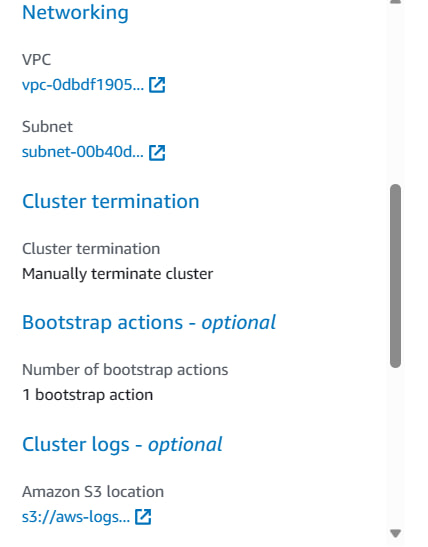 Networking
VPC
vpc-0dbdf1905...
Subnet
subnet-00b40d...
Cluster termination
Cluster termination
Manually terminate cluster
Bootstrap actions - optional
Number of bootstrap actions
1 bootstrap action
Cluster logs - optional
Amazon S3 location
s3://aws-logs...